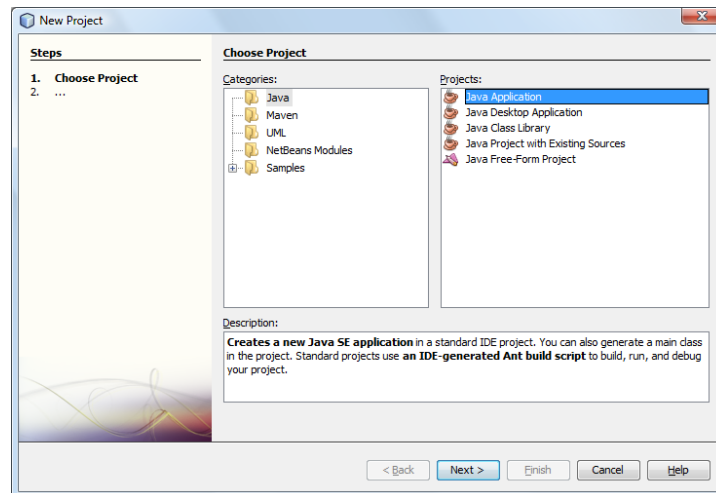 New Project
Steps
1. Choose Project
2. ...
Choose Project
Categories:
Java
Maven
UML
NetBeans Modules
Samples
Projects:
Java Application
Java Desktop Application
Java Class Library
Java Project with Existing Sources
Java Free-Form Project
Description:
Creates a new Java SE application in a standard IDE project. You can also generate a main class
in the project. Standard projects use an IDE-generated Ant build script to build, run, and debug
your project.
< Back
Next >
Finish
Cancel
Help